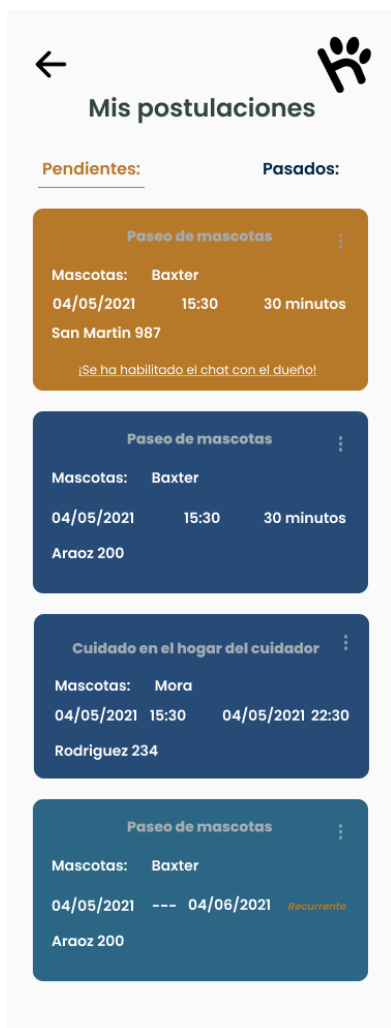 Mis postulaciones
Pendientes: Pasados:
Paseo de mascotas
Mascotas: Baxter
04/05/2021 15:30 30 minutos
San Martin 987
¡Se ha habilitado el chat con el dueño!
Paseo de mascotas
Mascotas: Baxter
04/05/2021 15:30 30 minutos
Araoz 200
Cuidado en el hogar del cuidador
Mascotas: Mora
04/05/2021 15:30 04/05/2021 22:30
Rodriguez 234
Paseo de mascotas
Mascotas: Baxter
04/05/2021 --- 04/06/2021 Recurrente
Araoz 200